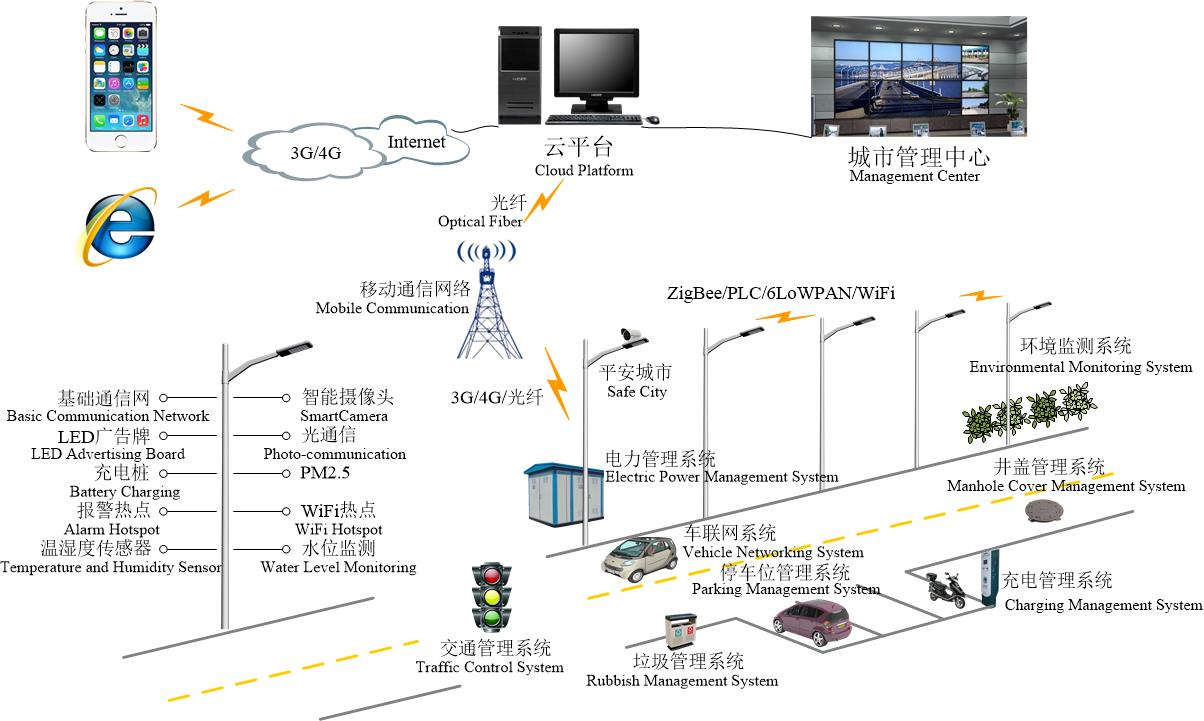 3G/4G
Internet
云平台
Cloud Platform
城市管理中心
Management Center
光纤
Optical Fiber
移动通信网络
Mobile Communication
ZigBee/PLC/6LoWPAN/WiFi
3G/4G/光纤
平安城市
Safe City
环境监测系统
Environmental Monitoring System
基础通信网
Basic Communication Network
智能摄像头
SmartCamera
LED广告牌
LED Advertising Board
光通信
Photo-communication
充电桩
Battery Charging
PM2.5
报警热点
Alarm Hotspot
WiFi热点
WiFi Hotspot
温湿度传感器
Temperature and Humidity Sensor
水位监测
Water Level Monitoring
电力管理系统
Electric Power Management System
井盖管理系统
Manhole Cover Management System
车联网系统
Vehicle Networking System
停车位管理系统
Parking Management System
充电管理系统
Charging Management System
交通管理系统
Traffic Control System
垃圾管理系统
Rubbish Management System